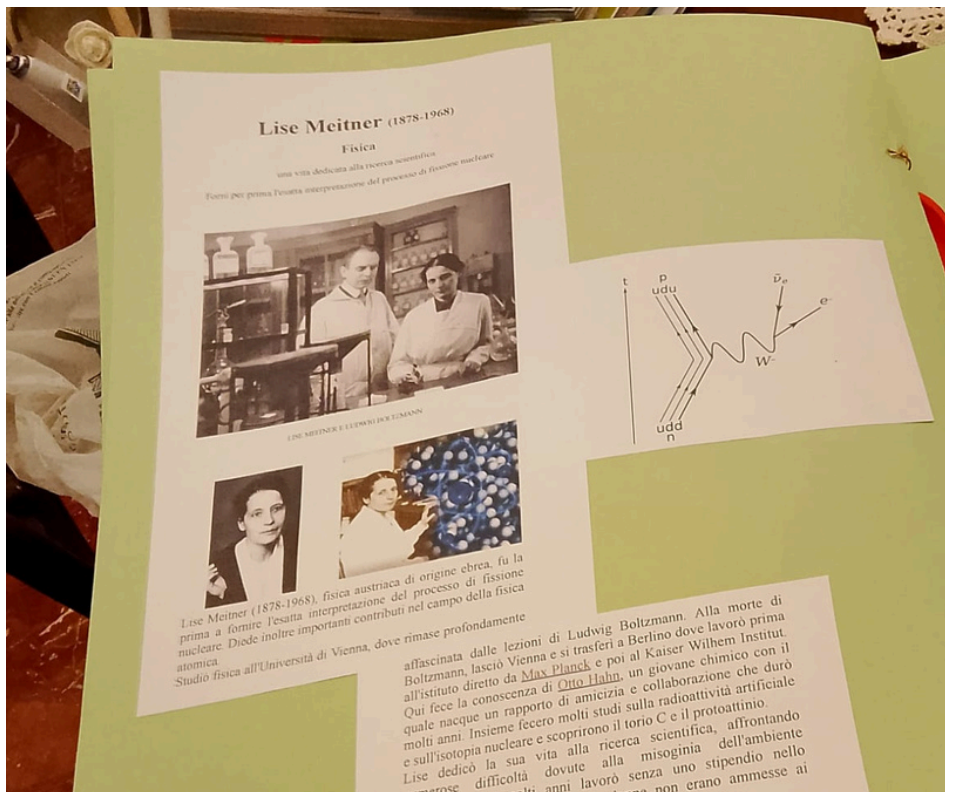 Lise Meitner (1878-1968)
Fisica
una vita dedicata alla ricerca scientifica
Fornì per prima l'esatta interpretazione del processo di fissione nucleare
LISE MEITNER E LUDWIG BOLTZMANN
Lise Meitner (1878-1968), fisica austriaca di origine ebrea, fu la
prima a fornire l'esatta interpretazione del processo di fissione
nucleare. Diede inoltre importanti contributi nel campo della fisica
atomica.
Studiò fisica all'Università di Vienna, dove rimase profondamente
t
p
udu
ν̄e
e⁻
W⁻
udd
n
affascinata dalle lezioni di Ludwig Boltzmann. Alla morte di
Boltzmann, lasciò Vienna e si trasferì a Berlino dove lavorò prima
all'istituto diretto da Max Planck e poi al Kaiser Wilhem Institut.
Qui fece la conoscenza di Otto Hahn, un giovane chimico con il
quale nacque un rapporto di amicizia e collaborazione che durò
molti anni. Insieme fecero molti studi sulla radioattività artificiale
e sull'isotopia nucleare e scoprirono il torio C e il protoattinio.
Lise dedicò la sua vita alla ricerca scientifica, affrontando
difficoltà dovute alla misoginia dell'ambiente
anni lavorò senza uno stipendio nello
non erano ammesse ai